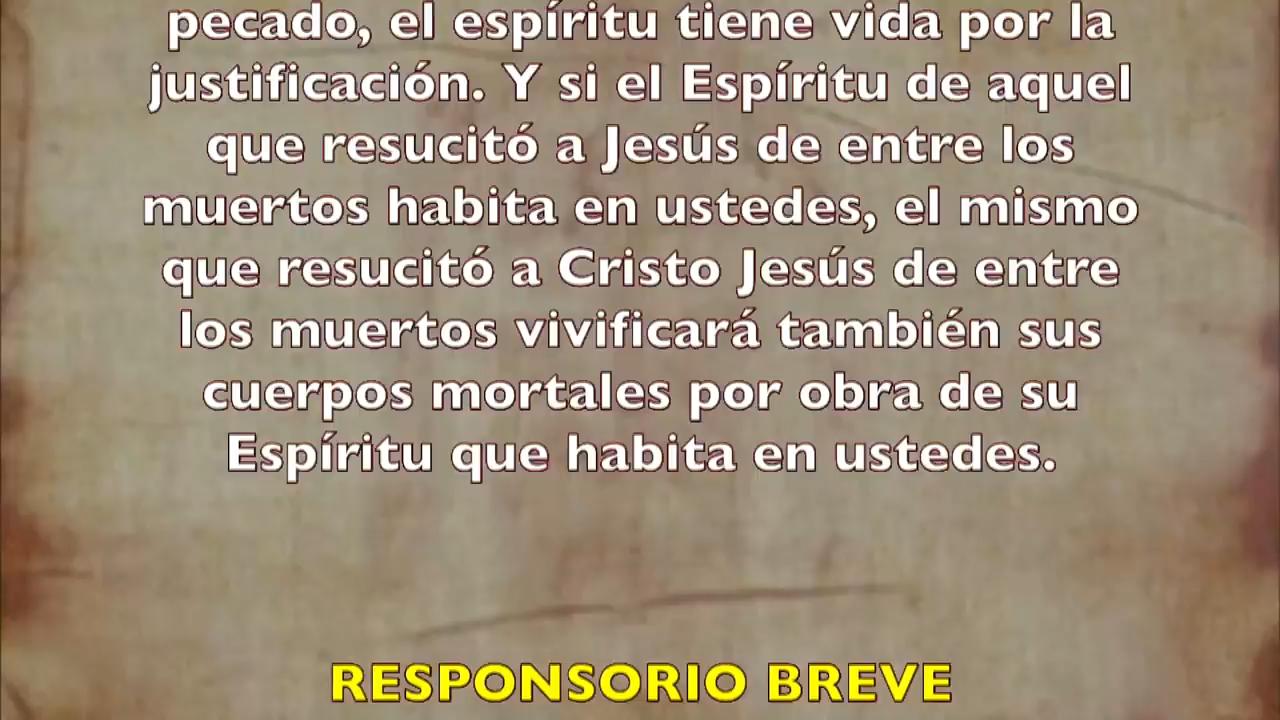 pecado, el espíritu tiene vida por la
justificación. Y si el Espíritu de aquel
que resucitó a Jesús de entre los
muertos habita en ustedes, el mismo
que resucitó a Cristo Jesús de entre
los muertos vivificará también sus
cuerpos mortales por obra de su
Espíritu que habita en ustedes.
RESPONSORIO BREVE